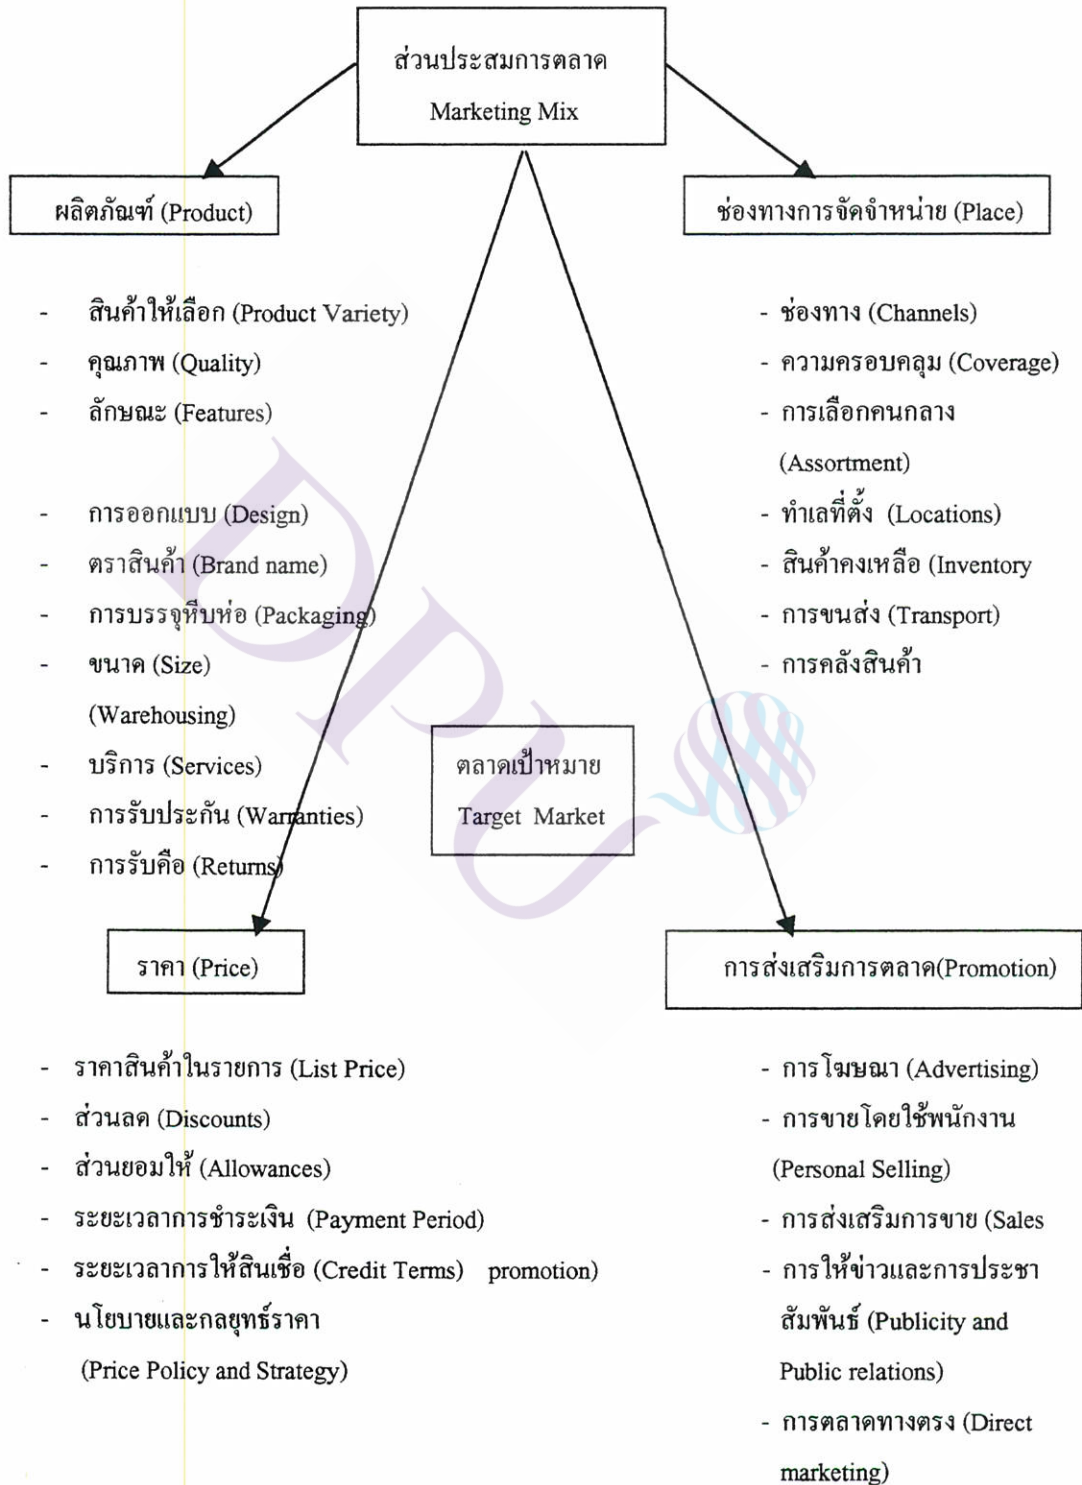 ส่วนประสมการตลาด
Marketing Mix
ผลิตภัณฑ์ (Product)
- สินค้าให้เลือก (Product Variety)
- คุณภาพ (Quality)
- ลักษณะ (Features)
- การออกแบบ (Design)
- ตราสินค้า (Brand name)
- การบรรจุหีบห่อ (Packaging)
- ขนาด (Size)
(Warehousing)
- บริการ (Services)
- การรับประกัน (Warranties)
- การรับคือ (Returns)
ช่องทางการจัดจำหน่าย (Place)
- ช่องทาง (Channels)
- ความครอบคลุม (Coverage)
- การเลือกคนกลาง
(Assortment)
- ทำเลที่ตั้ง (Locations)
- สินค้าคงเหลือ (Inventory
- การขนส่ง (Transport)
- การคลังสินค้า
ตลาดเป้าหมาย
Target Market
ราคา (Price)
- ราคาสินค้าในรายการ (List Price)
- ส่วนลด (Discounts)
- ส่วนยอมให้ (Allowances)
- ระยะเวลาการชำระเงิน (Payment Period)
- ระยะเวลาการให้สินเชื่อ (Credit Terms) promotion)
- นโยบายและกลยุทธ์ราคา
(Price Policy and Strategy)
การส่งเสริมการตลาด(Promotion)
- การโฆษณา (Advertising)
- การขายโดยใช้พนักงาน
(Personal Selling)
- การส่งเสริมการขาย (Sales
- การให้ข่าวและการประชา
สัมพันธ์ (Publicity and
Public relations)
- การตลาดทางตรง (Direct
marketing)
DPU